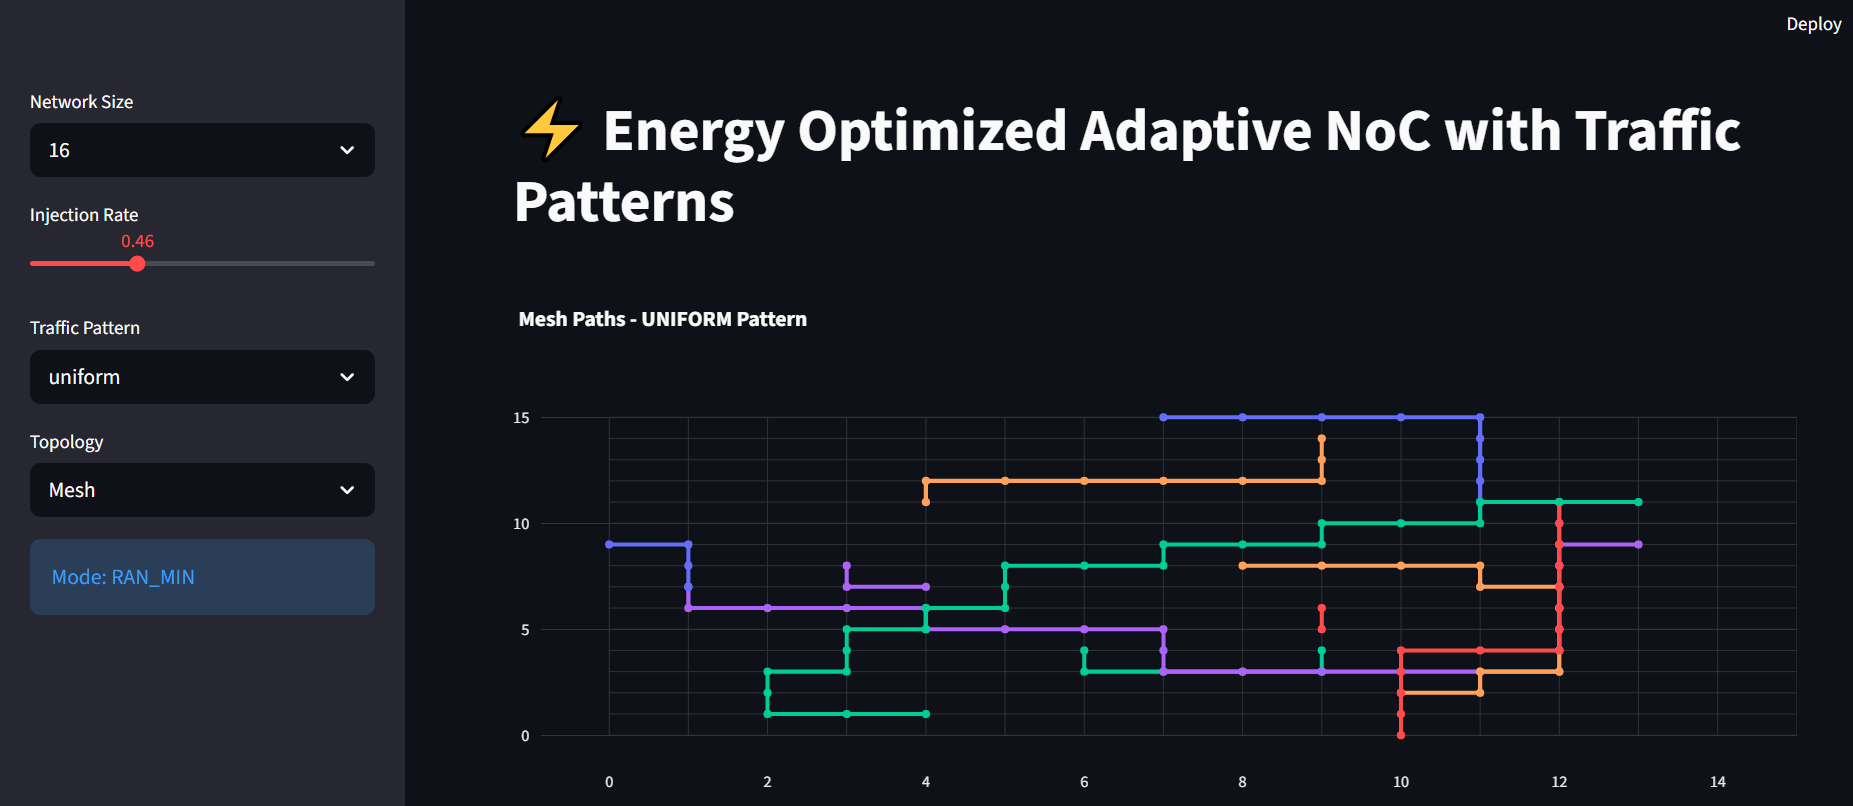 Deploy
Network Size
16
Injection Rate
0.46
Traffic Pattern
uniform
Topology
Mesh
Mode: RAN_MIN
⚡ Energy Optimized Adaptive NoC with Traffic
Patterns
Mesh Paths - UNIFORM Pattern
15
10
5
0
0 2 4 6 8 10 12 14